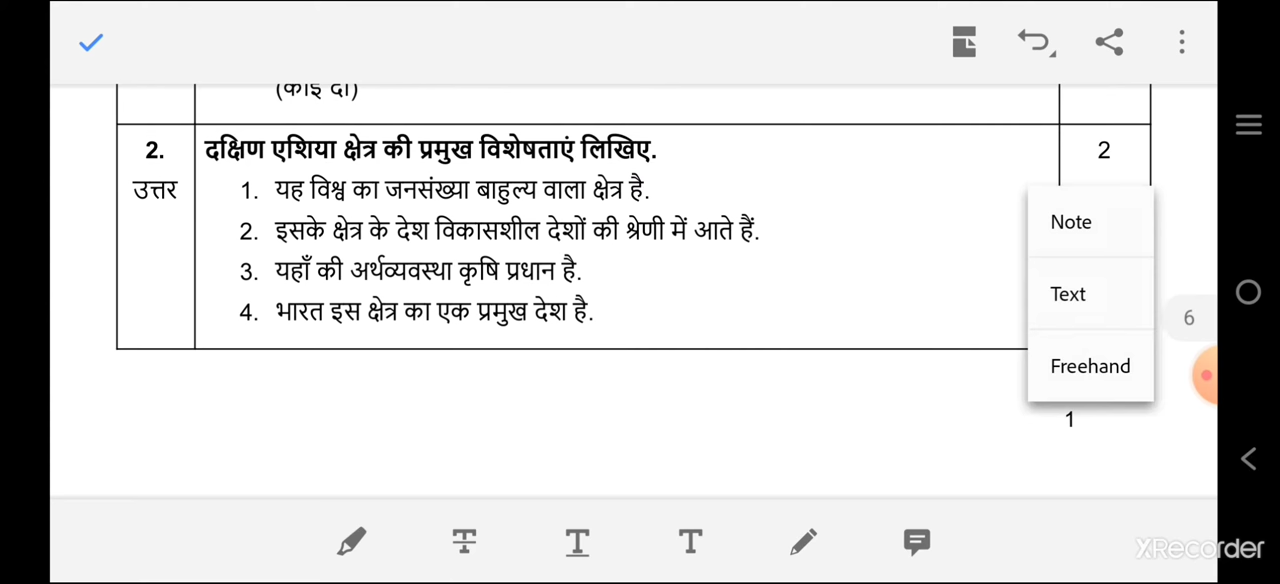 (कोई दो)
2. दक्षिण एशिया क्षेत्र की प्रमुख विशेषताएं लिखिए. 2
उत्तर 1. यह विश्व का जनसंख्या बाहुल्य वाला क्षेत्र है.
2. इसके क्षेत्र के देश विकासशील देशों की श्रेणी में आते हैं.
3. यहाँ की अर्थव्यवस्था कृषि प्रधान है.
4. भारत इस क्षेत्र का एक प्रमुख देश है.
Note
Text
6
Freehand
1
XRecorder